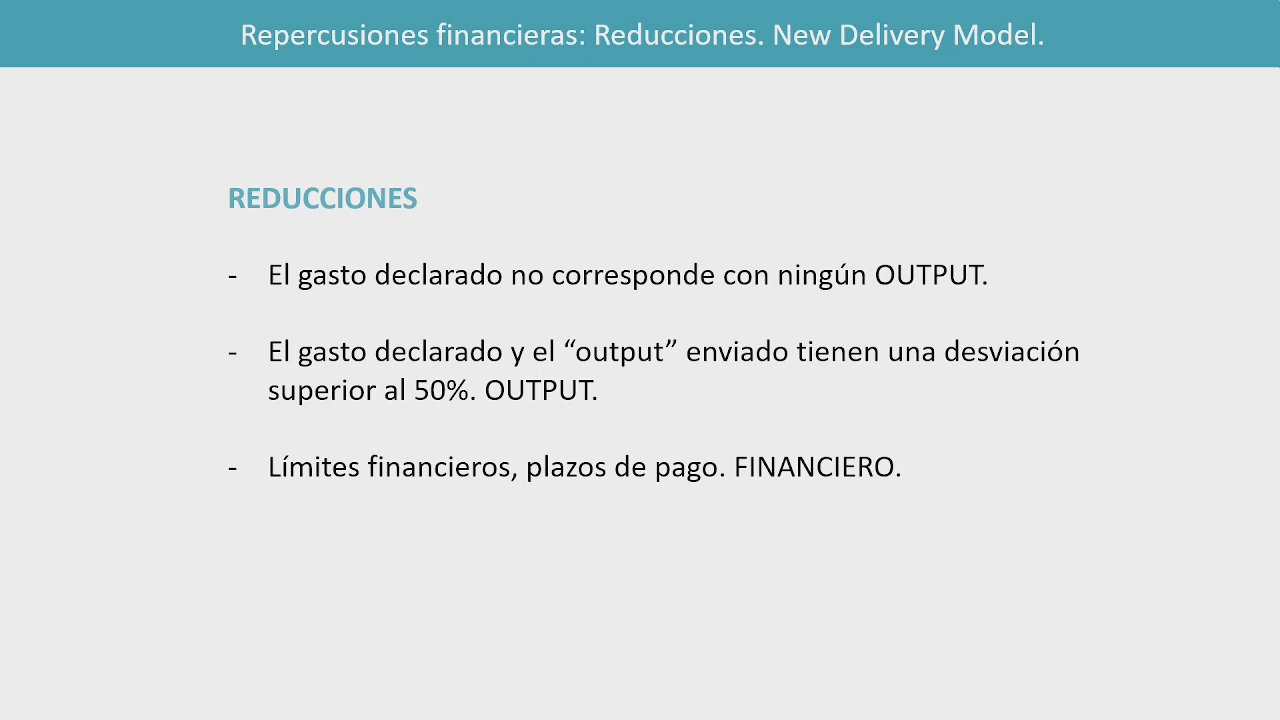 Repercusiones financieras: Reducciones. New Delivery Model.
REDUCCIONES
- El gasto declarado no corresponde con ningún OUTPUT.
- El gasto declarado y el “output” enviado tienen una desviación
superior al 50%. OUTPUT.
- Límites financieros, plazos de pago. FINANCIERO.